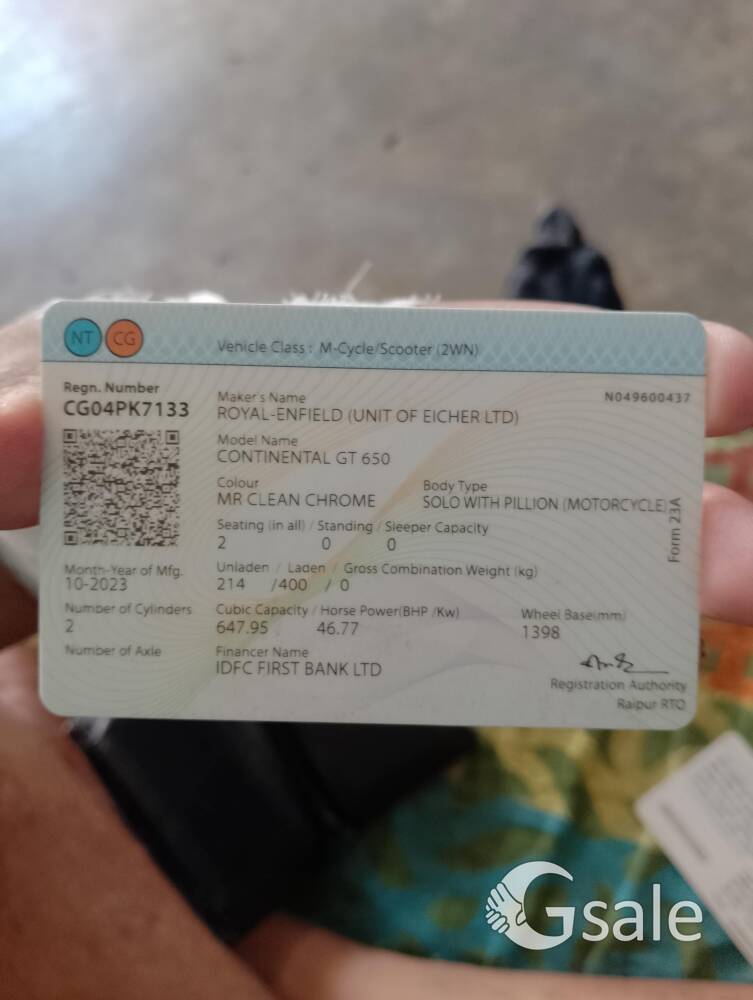 NT CG
Vehicle Class : M-Cycle/Scooter (2WN)
Regn. Number
CG04PK7133
Maker's Name
ROYAL-ENFIELD (UNIT OF EICHER LTD)
N049600437
Model Name
CONTINENTAL GT 650
Colour
MR CLEAN CHROME
Body Type
SOLO WITH PILLION (MOTORCYCLE)
Form 23A
Seating (in all) / Standing / Sleeper Capacity
2 0 0
Month-Year of Mfg.
10-2023
Unladen / Laden / Gross Combination Weight (kg)
214 /400 / 0
Number of Cylinders
2
Cubic Capacity / Horse Power(BHP /Kw)
647.95 46.77
Wheel Base(mm)
1398
Number of Axle
Financer Name
IDFC FIRST BANK LTD
Registration Authority
Raipur RTO
Gsale